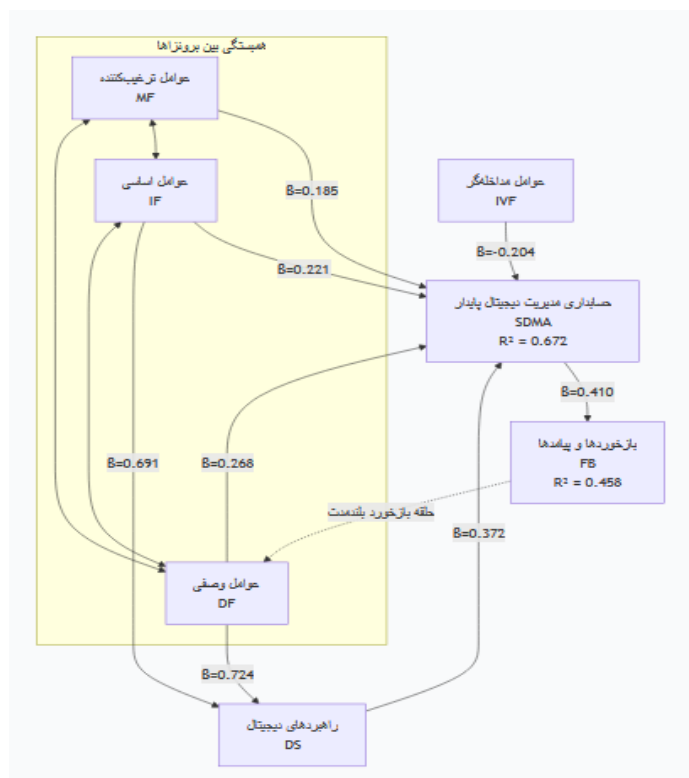 همبستگی بین برونزاها
عوامل ترغیب‌کننده
MF
عوامل اساسی
IF
عوامل مداخله‌گر
IVF
β=0.185
β=-0.204
β=0.221
حسابداری مدیریت دیجیتال پایدار
SDMA
R² = 0.672
β=0.410
بازخوردها و پیامدها
FB
R² = 0.458
β=0.691
β=0.268
حلقه بازخورد بلندمدت
β=0.372
عوامل وصفی
DF
β=0.724
راهبردهای دیجیتال
DS